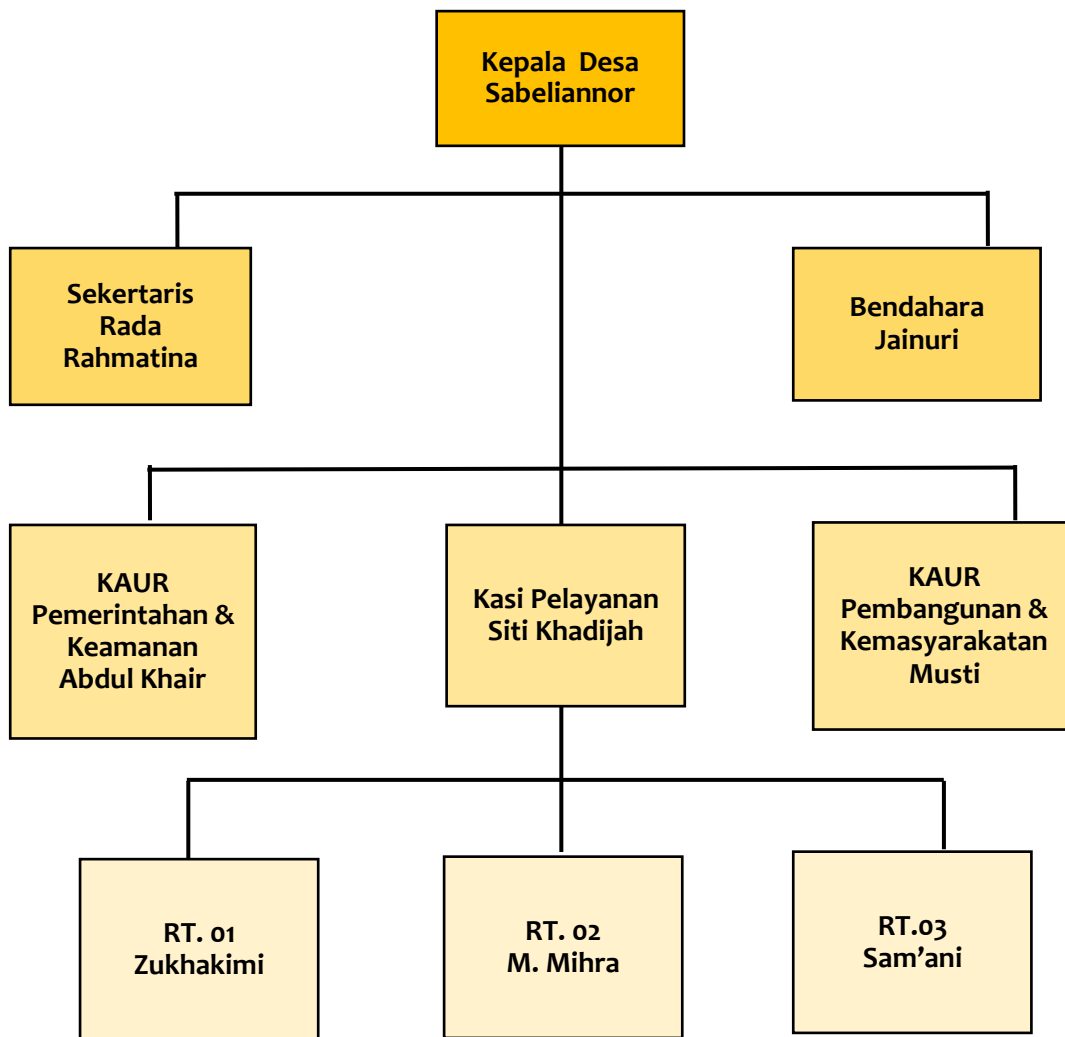 Kepala Desa
Sabeliannor
Sekertaris
Rada
Rahmatina
Bendahara
Jainuri
KAUR
Pemerintahan &
Keamanan
Abdul Khair
Kasi Pelayanan
Siti Khadijah
KAUR
Pembangunan &
Kemasyarakatan
Musti
RT. 01
Zukhakimi
RT. 02
M. Mihra
RT.03
Sam’ani